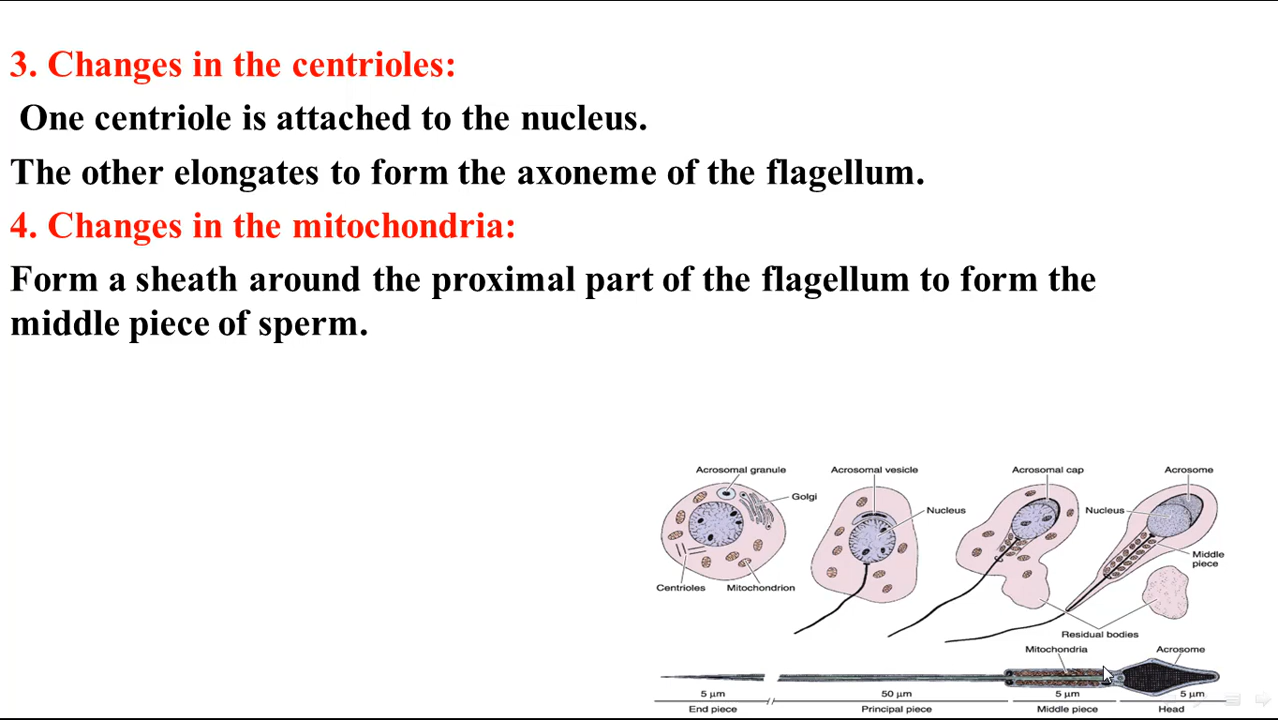 3. Changes in the centrioles:
One centriole is attached to the nucleus.
The other elongates to form the axoneme of the flagellum.
4. Changes in the mitochondria:
Form a sheath around the proximal part of the flagellum to form the
middle piece of sperm.
Acrosomal granule
Acrosomal vesicle
Acrosomal cap
Acrosome
Golgi
Nucleus
Nucleus
Middle
piece
Centrioles
Mitochondrion
Residual bodies
Mitochondria
Acrosome
5 μm
50 μm
5 μm
5 μm
End piece
Principal piece
Middle piece
Head